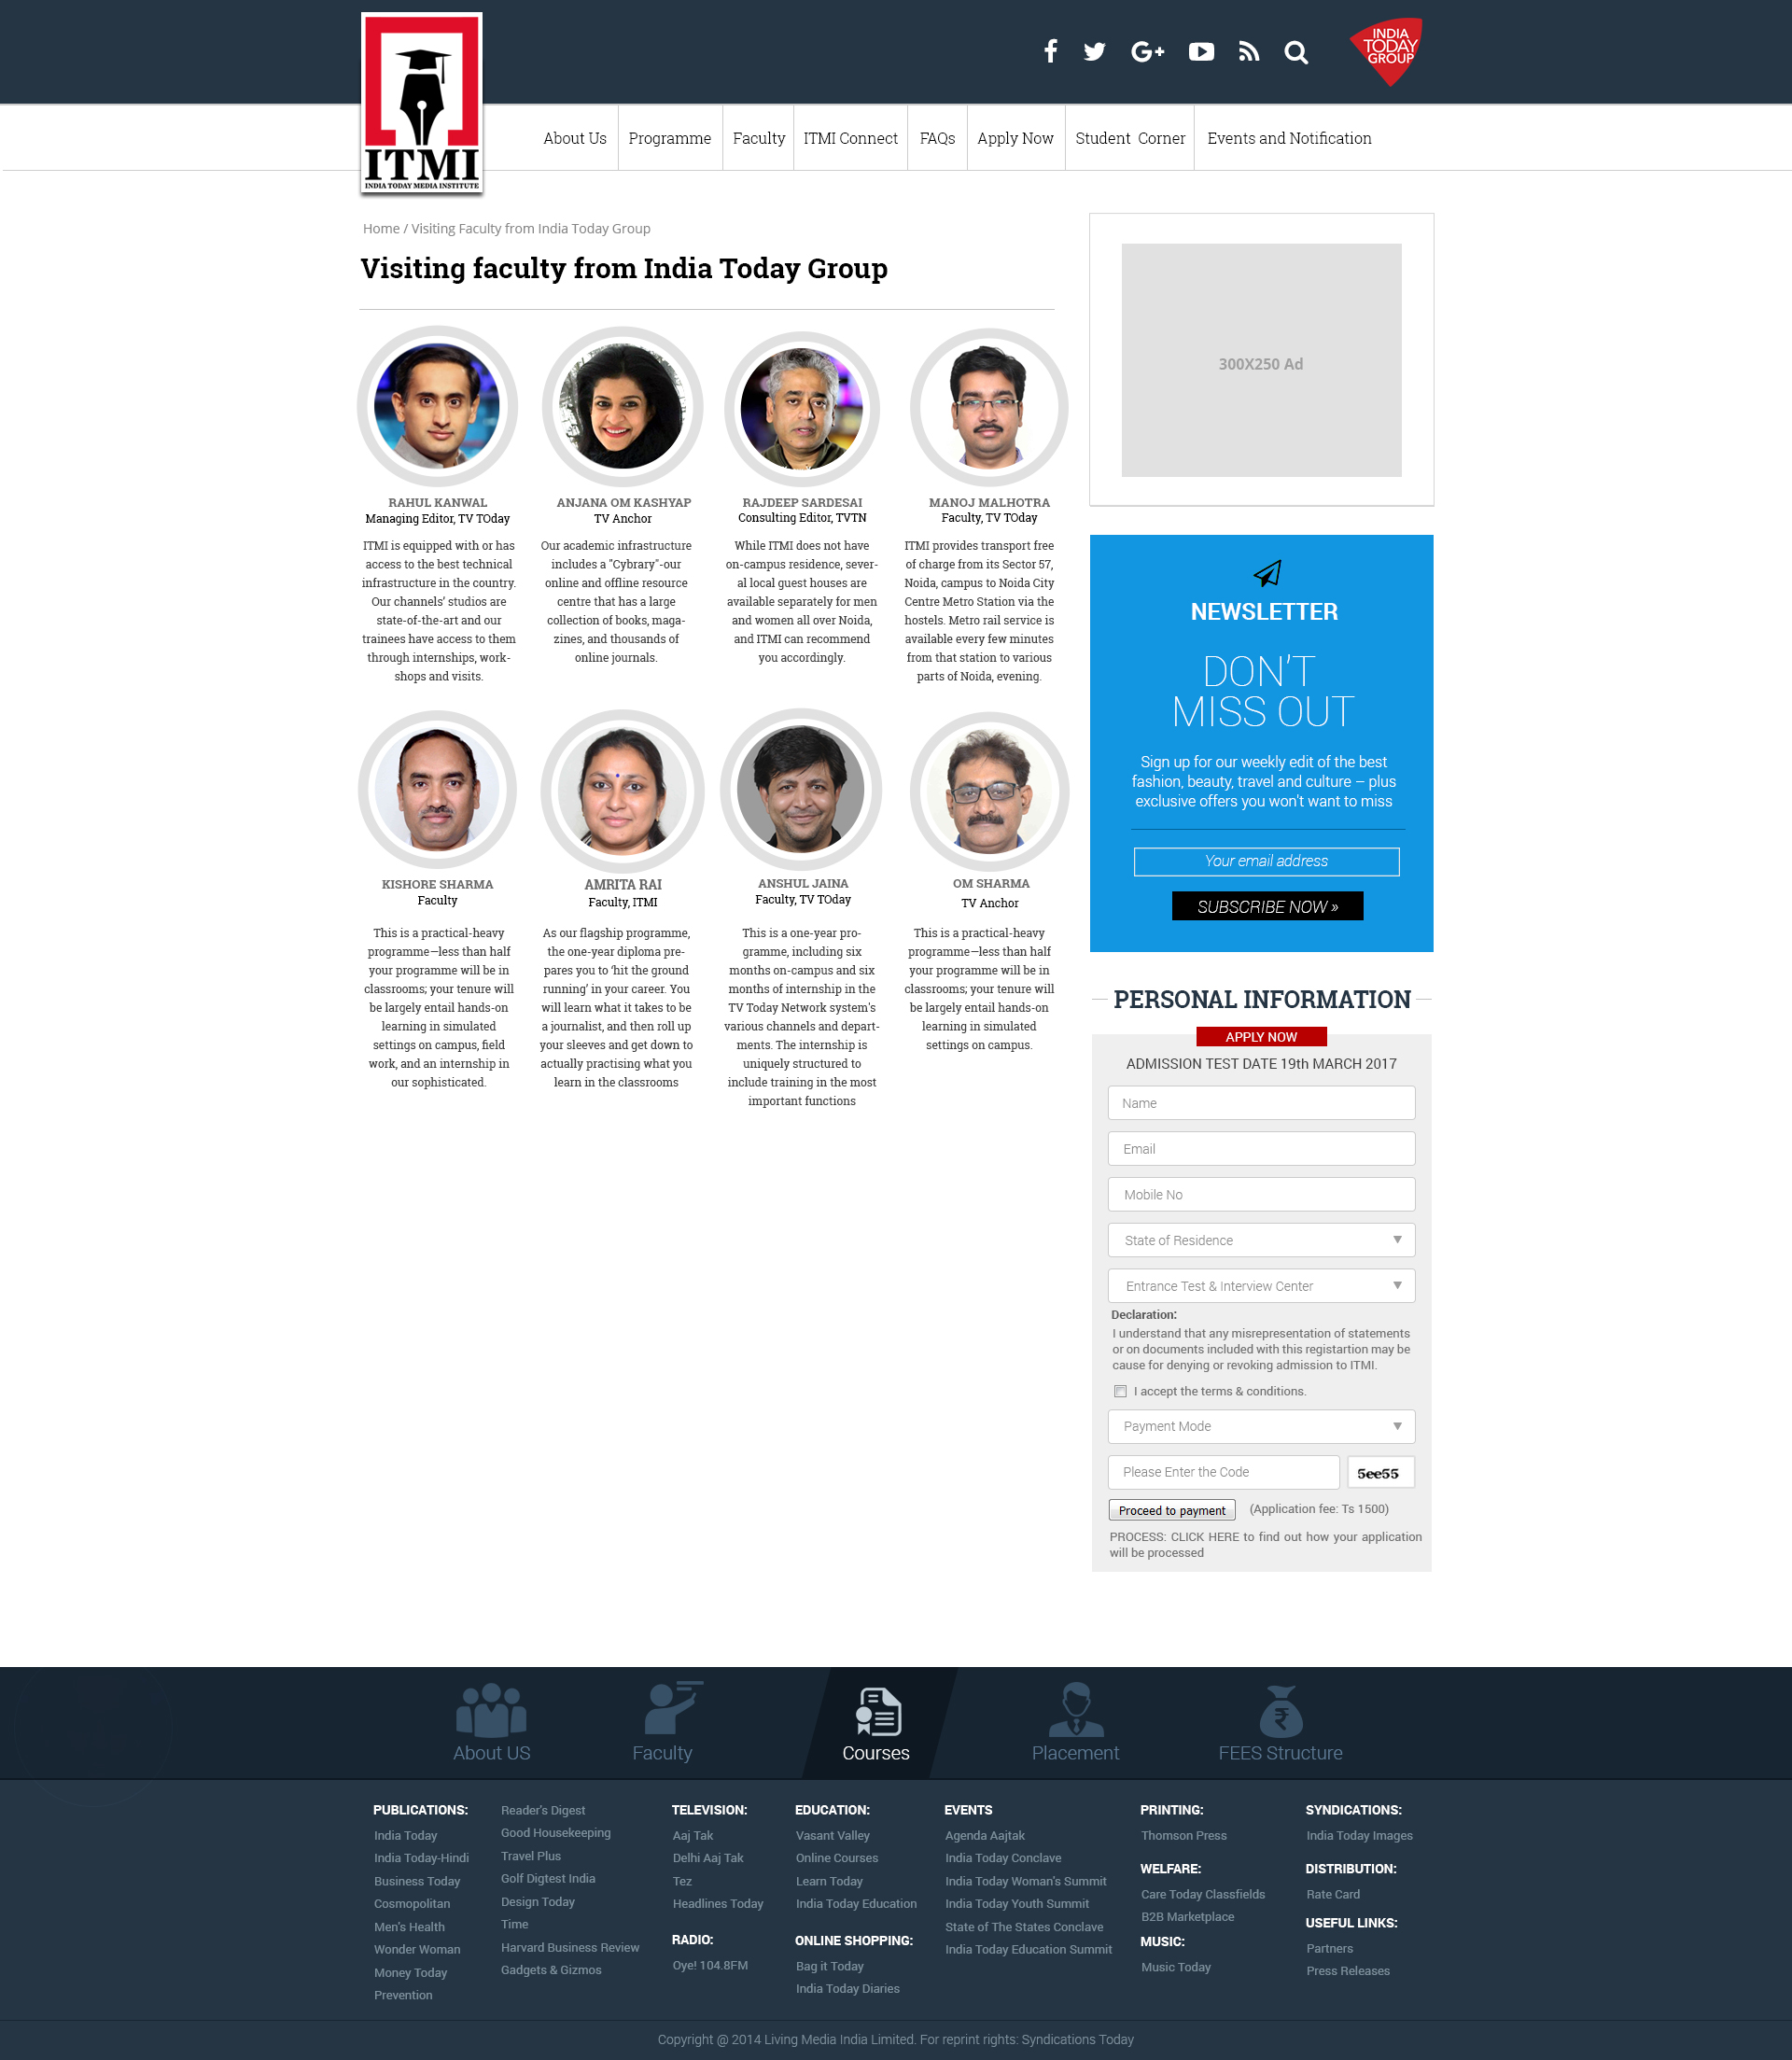 INDIA
TODAY
GROUP
ITMI
INDIA TODAY MEDIA INSTITUTE
About Us
Programme
Faculty
ITMI Connect
FAQs
Apply Now
Student Corner
Events and Notification
Home / Visiting Faculty from India Today Group
Visiting faculty from India Today Group
RAHUL KANWAL
Managing Editor, TV TOday
ITMI is equipped with or has
access to the best technical
infrastructure in the country.
Our channels' studios are
state-of-the-art and our
trainees have access to them
through internships, work-
shops and visits.
ANJANA OM KASHYAP
TV Anchor
Our academic infrastructure
includes a "Cybrary"-our
online and offline resource
centre that has a large
collection of books, maga-
zines, and thousands of
online journals.
RAJDEEP SARDESAI
Consulting Editor, TVTN
While ITMI does not have
on-campus residence, sever-
al local guest houses are
available separately for men
and women all over Noida,
and ITMI can recommend
you accordingly.
MANOJ MALHOTRA
Faculty, TV TOday
ITMI provides transport free
of charge from its Sector 57,
Noida, campus to Noida City
Centre Metro Station via the
hostels. Metro rail service is
available every few minutes
from that station to various
parts of Noida, evening.
KISHORE SHARMA
Faculty
This is a practical-heavy
programme—less than half
your programme will be in
classrooms; your tenure will
be largely entail hands-on
learning in simulated
settings on campus, field
work, and an internship in
our sophisticated.
AMRITA RAI
Faculty, ITMI
As our flagship programme,
the one-year diploma pre-
pares you to 'hit the ground
running' in your career. You
will learn what it takes to be
a journalist, and then roll up
your sleeves and get down to
actually practising what you
learn in the classrooms
ANSHUL JAINA
Faculty, TV TOday
This is a one-year pro-
gramme, including six
months on-campus and six
months of internship in the
TV Today Network system's
various channels and depart-
ments. The internship is
uniquely structured to
include training in the most
important functions
OM SHARMA
TV Anchor
This is a practical-heavy
programme—less than half
your programme will be in
classrooms; your tenure will
be largely entail hands-on
learning in simulated
settings on campus.
300X250 Ad
NEWSLETTER
DON'T
MISS OUT
Sign up for our weekly edit of the best
fashion, beauty, travel and culture – plus
exclusive offers you won't want to miss
Your email address
SUBSCRIBE NOW »
PERSONAL INFORMATION
APPLY NOW
ADMISSION TEST DATE 19th MARCH 2017
Name
Email
Mobile No
State of Residence
Entrance Test & Interview Center
Declaration:
I understand that any misrepresentation of statements
or on documents included with this registartion may be
cause for denying or revoking admission to ITMI.
I accept the terms & conditions.
Payment Mode
Please Enter the Code
5ee55
Proceed to payment
(Application fee: Ts 1500)
PROCESS: CLICK HERE to find out how your application
will be processed
About US
Faculty
Courses
Placement
FEES Structure
PUBLICATIONS:
India Today
India Today-Hindi
Business Today
Cosmopolitan
Men's Health
Wonder Woman
Money Today
Prevention
Reader's Digest
Good Housekeeping
Travel Plus
Golf Digtest India
Design Today
Time
Harvard Business Review
Gadgets & Gizmos
TELEVISION:
Aaj Tak
Delhi Aaj Tak
Tez
Headlines Today
RADIO:
Oye! 104.8FM
EDUCATION:
Vasant Valley
Online Courses
Learn Today
India Today Education
ONLINE SHOPPING:
Bag it Today
India Today Diaries
EVENTS
Agenda Aajtak
India Today Conclave
India Today Woman's Summit
India Today Youth Summit
State of The States Conclave
India Today Education Summit
PRINTING:
Thomson Press
WELFARE:
Care Today Classfields
B2B Marketplace
MUSIC:
Music Today
SYNDICATIONS:
India Today Images
DISTRIBUTION:
Rate Card
USEFUL LINKS:
Partners
Press Releases
Copyright @ 2014 Living Media India Limited. For reprint rights: Syndications Today